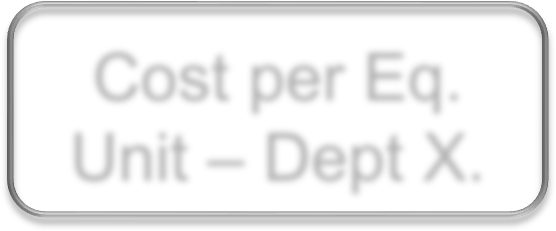 Cost per Eq.
Unit – Dept X.